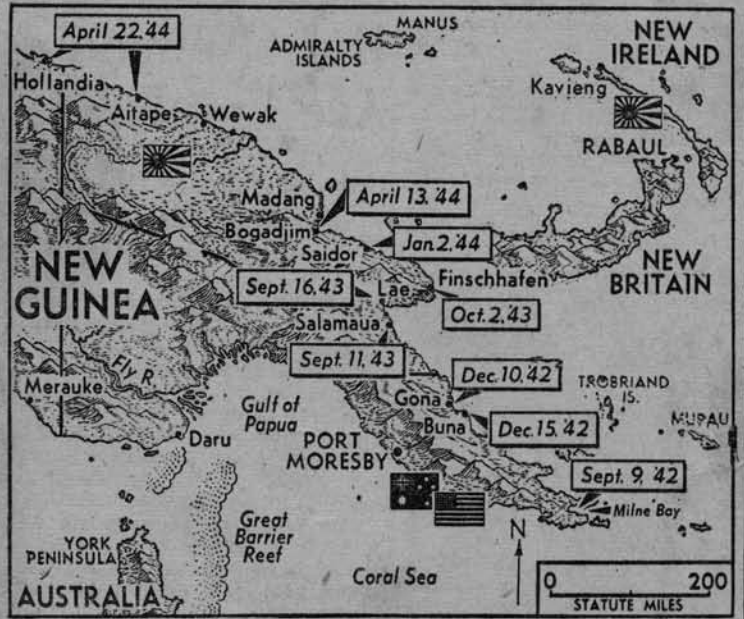 April 22,'44
MANUS
ADMIRALTY
ISLANDS
NEW
IRELAND
Hollandia
Kavieng
Aitape
Wewak
RABAUL
Madang
April 13.'44
Bogadjim
Jan.2,'44
Saidor
NEW
GUINEA
Finschhafen
NEW
BRITAIN
Sept. 16,'43
Lae
Oct.2,'43
Salamaua
Sept. 11,'43
Fly R.
Dec.10,'42
Merauke
Gona
TROBRIAND
IS.
Gulf of
Papua
Buna
Dec.15.'42
Daru
PORT
MORESBY
Sept. 9,'42
Milne Bay
Great
Barrier
Reef
N
YORK
PENINSULA
AUSTRALIA
Coral Sea
0 200
STATUTE MILES